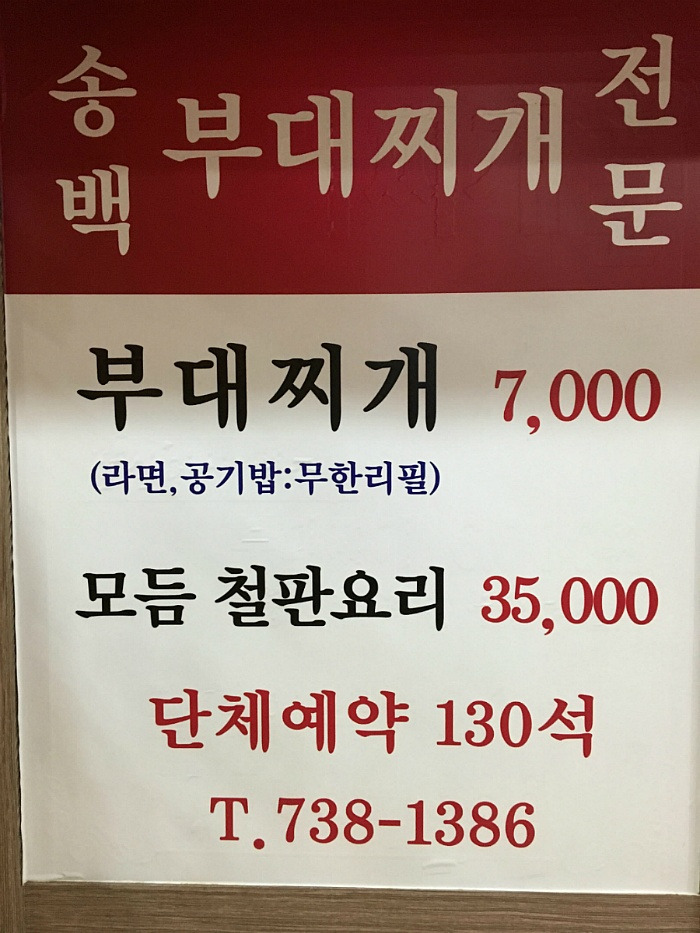 송백 부대찌개 전문
부대찌개 7,000
(라면,공기밥:무한리필)
모듬 철판요리 35,000
단체예약 130석
T.738-1386